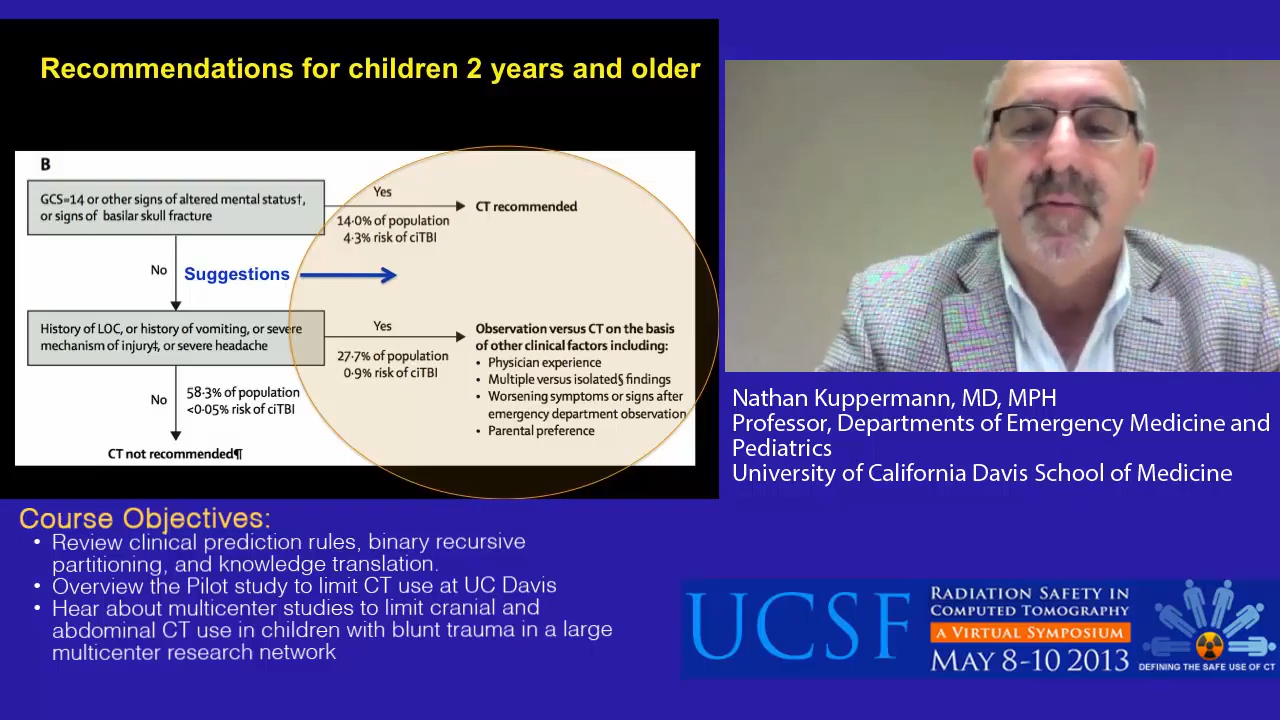 Recommendations for children 2 years and older
B
GCS=14 or other signs of altered mental status†,
or signs of basilar skull fracture
Yes
14·0% of population
4·3% risk of ciTBI
CT recommended
No
Suggestions
History of LOC, or history of vomiting, or severe
mechanism of injury‡, or severe headache
Yes
27·7% of population
0·9% risk of ciTBI
Observation versus CT on the basis
of other clinical factors including:
• Physician experience
• Multiple versus isolated§ findings
• Worsening symptoms or signs after
emergency department observation
• Parental preference
No
58·3% of population
<0·05% risk of ciTBI
CT not recommended¶
Nathan Kuppermann, MD, MPH
Professor, Departments of Emergency Medicine and
Pediatrics
University of California Davis School of Medicine
Course Objectives:
• Review clinical prediction rules, binary recursive
partitioning, and knowledge translation.
• Overview the Pilot study to limit CT use at UC Davis
• Hear about multicenter studies to limit cranial and
abdominal CT use in children with blunt trauma in a large
multicenter research network
UCSF
RADIATION SAFETY IN
COMPUTED TOMOGRAPHY
A VIRTUAL SYMPOSIUM
MAY 8-10 2013
DEFINING THE SAFE USE OF CT